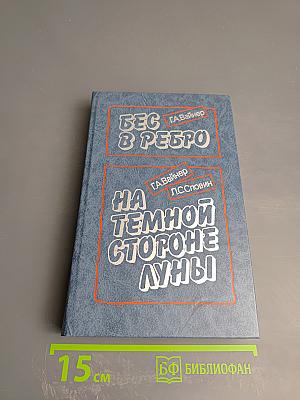 Г.А.Вайнер
БЕС
В РЕБРО
Г.А.Вайнер
Л.С.Словин
НА
ТЕМНОЙ
СТОРОНЕ
ЛУНЫ
15 см
БФ БИБЛИОФАН